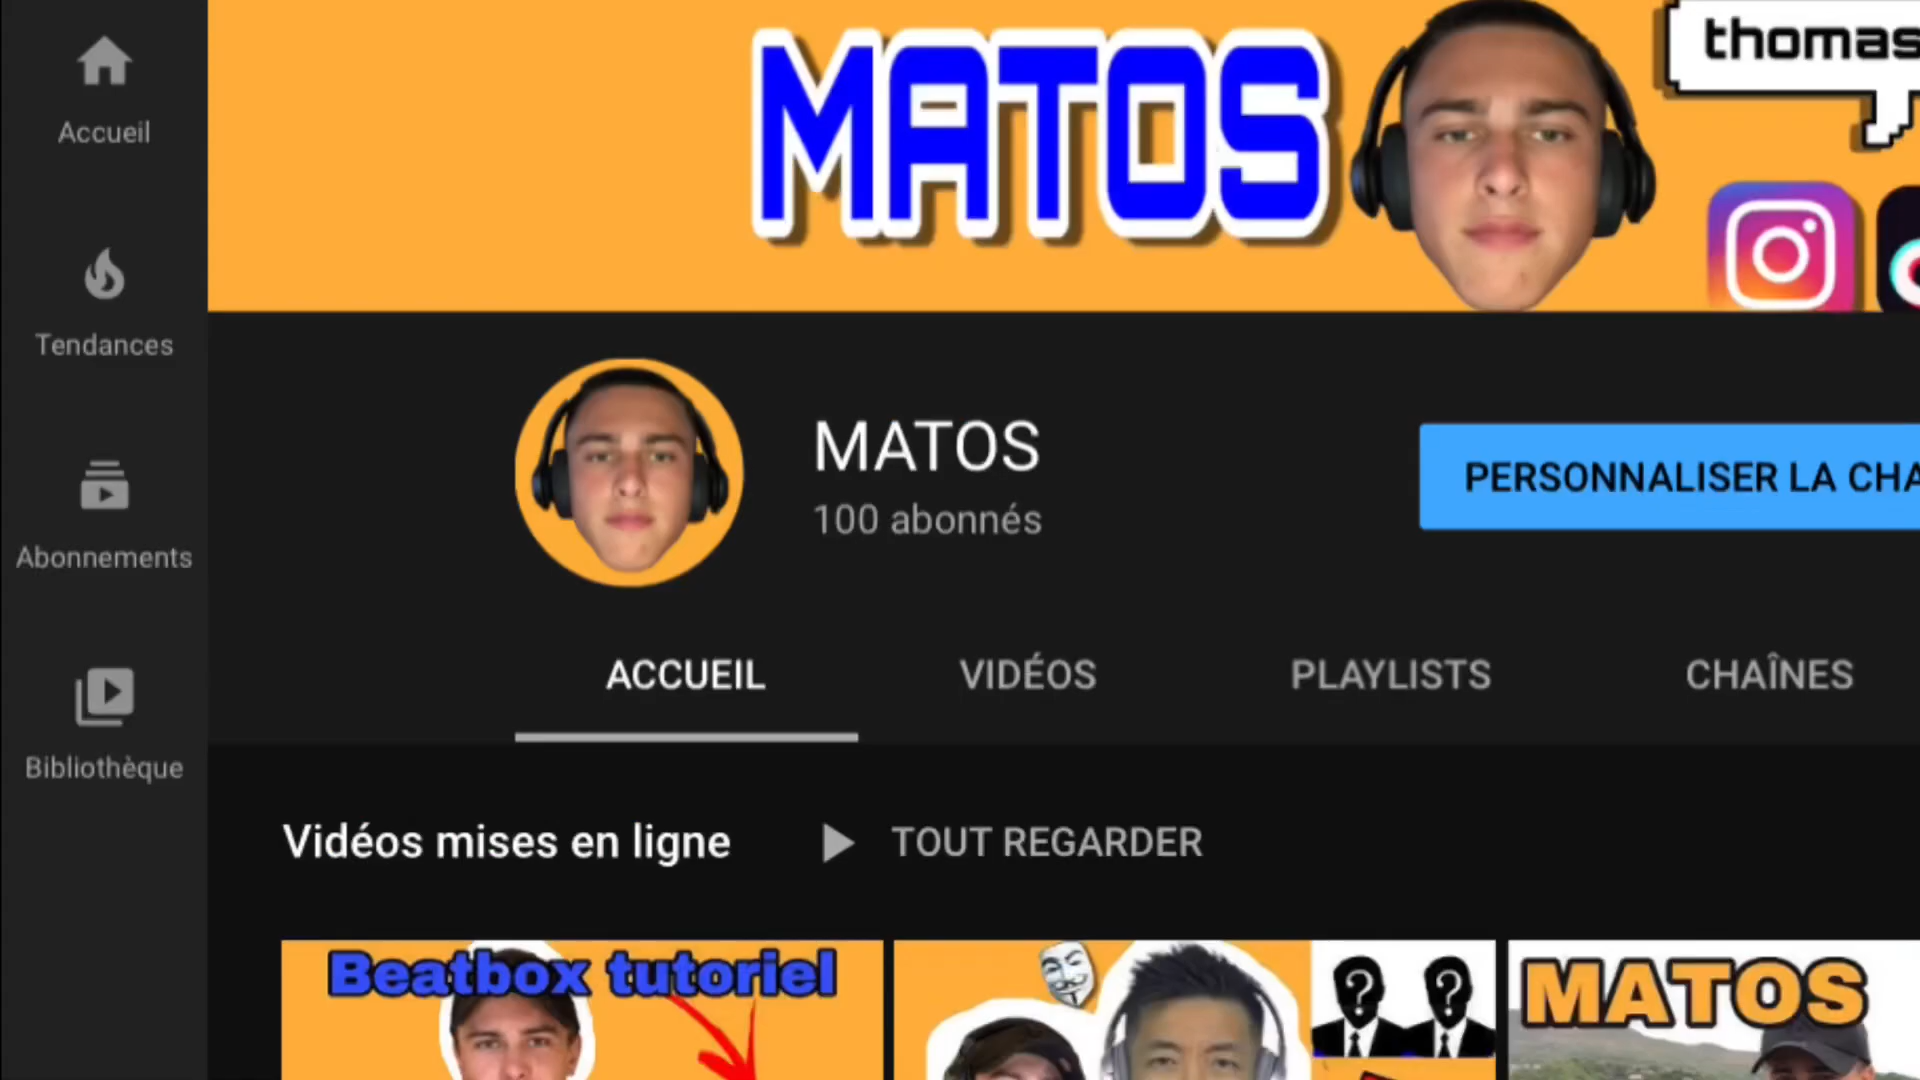 MATOS
thomas
Accueil
Tendances
Abonnements
Bibliothèque
MATOS
100 abonnés
PERSONNALISER LA CHA
ACCUEIL
VIDÉOS
PLAYLISTS
CHAÎNES
Vidéos mises en ligne
TOUT REGARDER
Beatbox tutoriel
? ?
MATOS